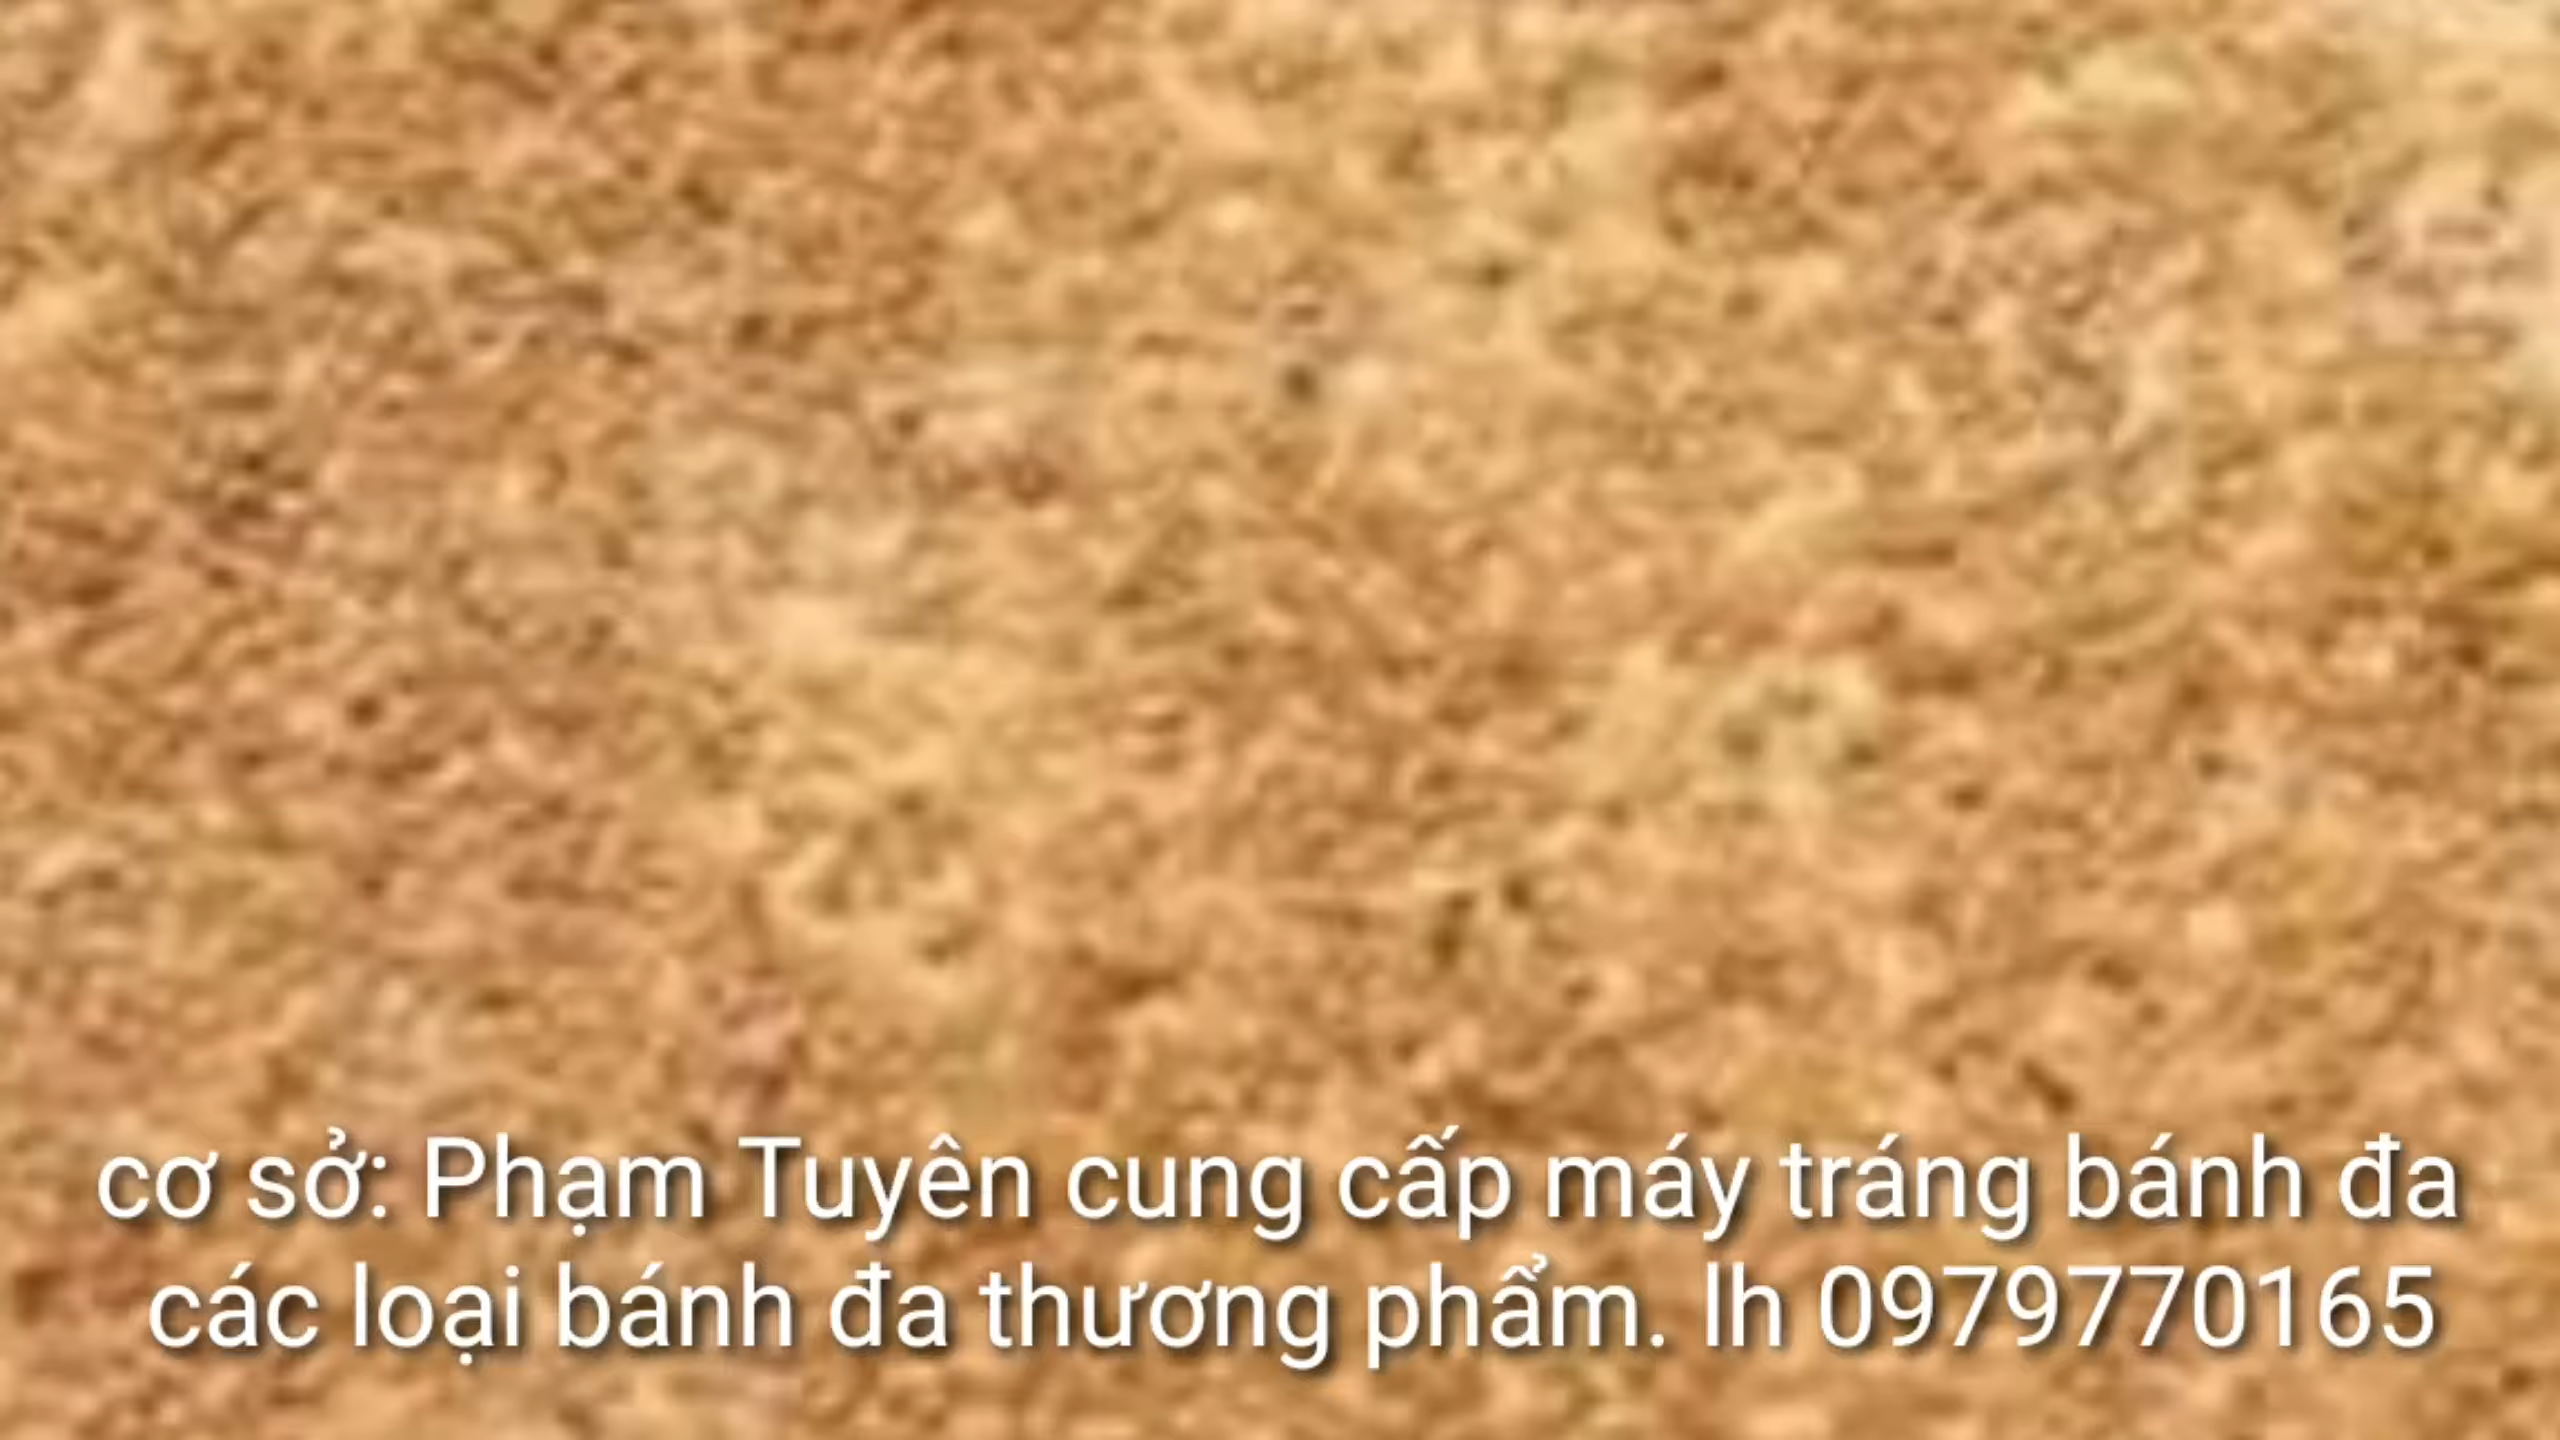 cơ sở: Phạm Tuyên cung cấp máy tráng bánh đa
các loại bánh đa thương phẩm. lh 0979770165